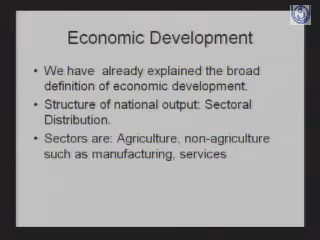 Economic Development
• We have already explained the broad
definition of economic development.
• Structure of national output: Sectoral
Distribution.
• Sectors are: Agriculture, non-agriculture
such as manufacturing, services